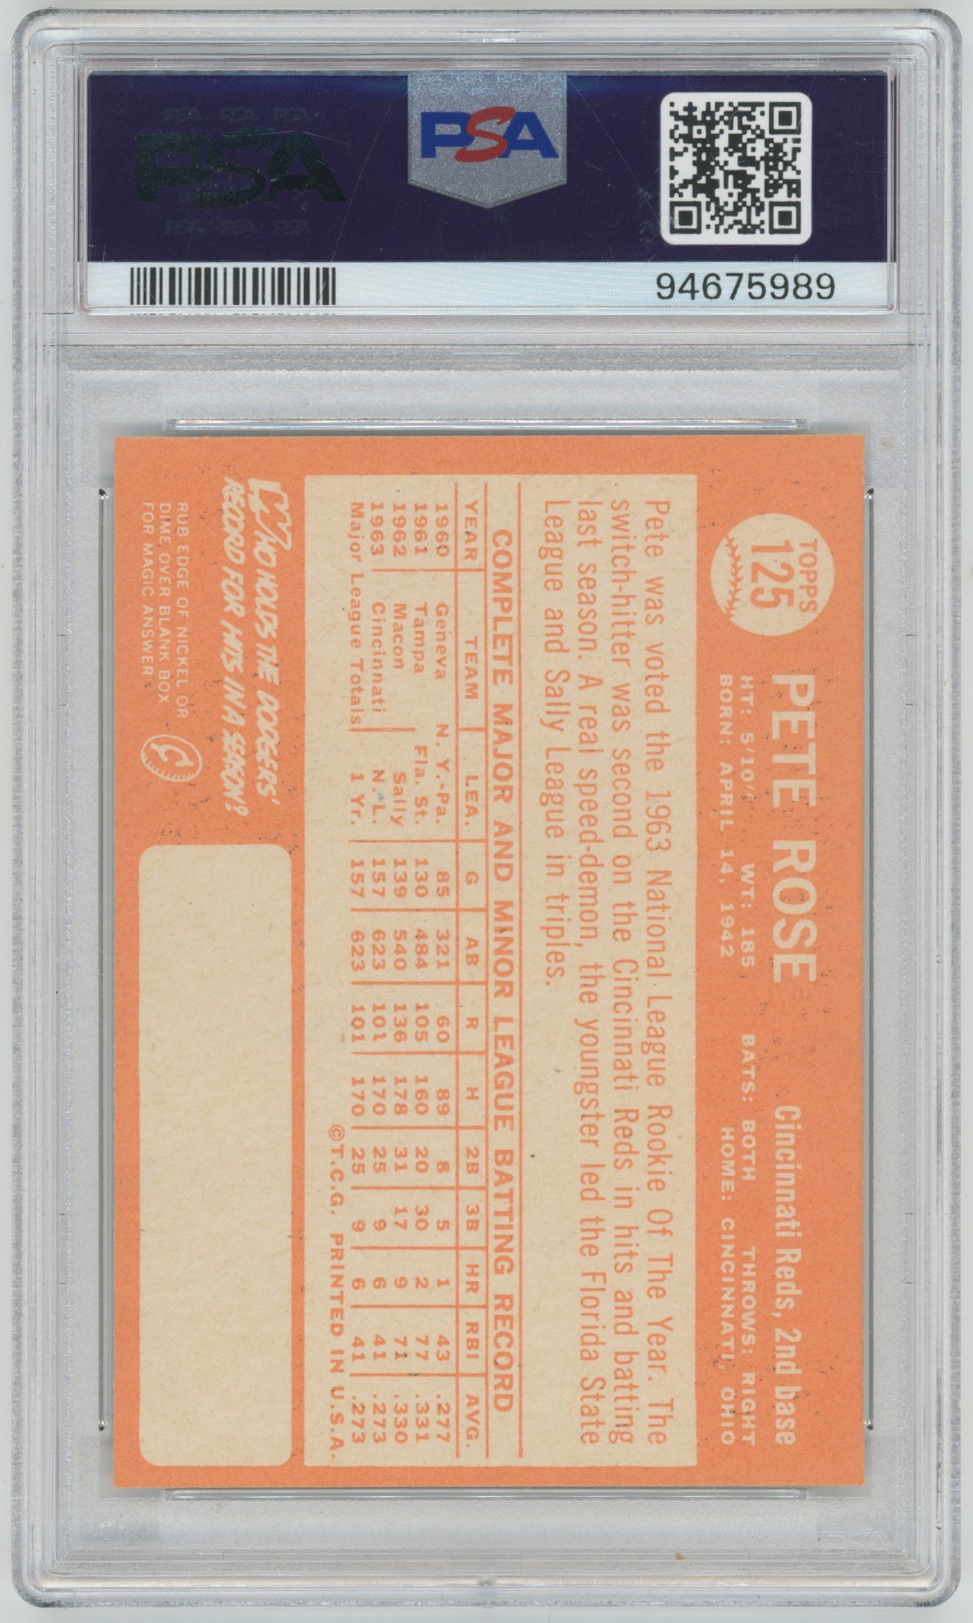 PSA PSA PSA
PSA
PSA PSA PSA
PSA
94675989
TOPPS
125
PETE ROSE
Cincinnati Reds, 2nd base
HT: 5'10" WT: 185 BATS: BOTH THROWS: RIGHT
BORN: APRIL 14, 1942 HOME: CINCINNATI, OHIO
Pete was voted the 1963 National League Rookie Of The Year. The
switch-hitter was second on the Cincinnati Reds in hits and batting
last season. A real speed-demon, the youngster led the Florida State
League and Sally League in triples.
COMPLETE MAJOR AND MINOR LEAGUE BATTING RECORD
YEAR TEAM LEA. G AB R H 2B 3B HR RBI AVG.
1960 Geneva N. Y.-Pa. 85 321 60 89 8 5 1 43 .277
1961 Tampa Fla. St. 130 484 105 160 20 30 2 77 .331
1962 Macon Sally 139 540 136 178 31 17 9 71 .330
1963 Cincinnati N. L. 157 623 101 170 25 9 6 41 .273
Major League Totals 1 Yr. 157 623 101 170 25 9 6 41 .273
©T.C.G. PRINTED IN U.S.A.
WHO HOLDS THE DODGERS'
RECORD FOR HITS IN A SEASON?
RUB EDGE OF NICKEL OR
DIME OVER BLANK BOX
FOR MAGIC ANSWER